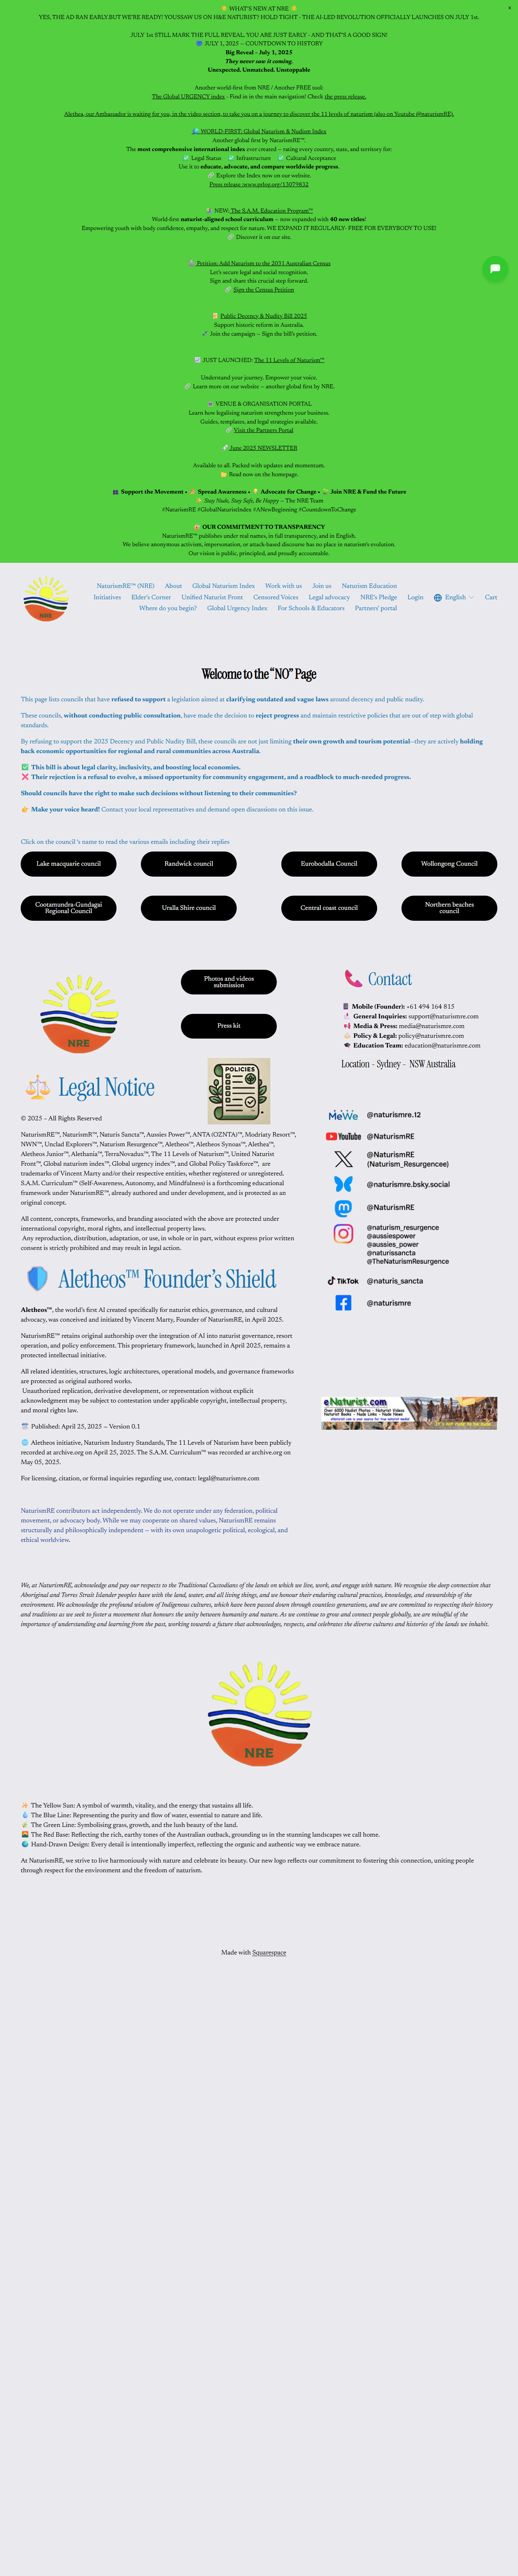 WHAT'S NEW AT NRE
×
YES, THE AD RAN EARLY.BUT WE'RE READY! YOUSSAW US ON H&E NATURIST? HOLD TIGHT - THE AI-LED REVOLUTION OFFICIALLY LAUNCHES ON JULY 1st.
JULY 1st STILL MARK THE FULL REVEAL. YOU ARE JUST EARLY - AND THAT'S A GOOD SIGN!
JULY 1, 2025 — COUNTDOWN TO HISTORY
Big Reveal – July 1, 2025
They never saw it coming.
Unexpected. Unmatched. Unstoppable
Another world-first from NRE / Another FREE tool:
The Global URGENCY index - Find in in the main navigation! Check the press release.
Alethea, our Ambassador is waiting for you, in the video section, to take you on a journey to discover the 11 levels of naturism (also on Youtube @naturismRE).
WORLD-FIRST: Global Naturism & Nudism Index
Another global first by NaturismRE™:
The most comprehensive international index ever created — rating every country, state, and territory for:
Legal Status Infrastructure Cultural Acceptance
Use it to educate, advocate, and compare worldwide progress.
Explore the Index now on our website.
Press release :www.prlog.org/13079832
NEW: The S.A.M. Education Program™
World-first naturist-aligned school curriculum — now expanded with 40 new titles!
Empowering youth with body confidence, empathy, and respect for nature. WE EXPAND IT REGULARLY- FREE FOR EVERYBODY TO USE!
Discover it on our site.
Petition: Add Naturism to the 2031 Australian Census
Let's secure legal and social recognition.
Sign and share this crucial step forward.
Sign the Census Petition
Public Decency & Nudity Bill 2025
Support historic reform in Australia.
Join the campaign — Sign the bill's petition.
JUST LAUNCHED: The 11 Levels of Naturism™
Understand your journey. Empower your voice.
Learn more on our website — another global first by NRE.
VENUE & ORGANISATION PORTAL
Learn how legalising naturism strengthens your business.
Guides, templates, and legal strategies available.
Visit the Partners Portal
June 2025 NEWSLETTER
Available to all. Packed with updates and momentum.
Read now on the homepage.
Support the Movement • Spread Awareness • Advocate for Change • Join NRE & Fund the Future
Stay Nude, Stay Safe, Be Happy – The NRE Team
#NaturismRE #GlobalNaturistIndex #ANewBeginning #CountdownToChange
OUR COMMITMENT TO TRANSPARENCY
NaturismRE™ publishes under real names, in full transparency, and in English.
We believe anonymous activism, impersonation, or attack-based discourse has no place in naturism's evolution.
Our vision is public, principled, and proudly accountable.
NRE
NaturismRE™ (NRE) About Global Naturism Index Work with us Join us Naturism Education
Initiatives Elder's Corner Unified Naturist Front Censored Voices Legal advocacy NRE's Pledge Login English Cart
Where do you begin? Global Urgency Index For Schools & Educators Partners' portal
Welcome to the “NO” Page
This page lists councils that have refused to support a legislation aimed at clarifying outdated and vague laws around decency and public nudity.
These councils, without conducting public consultation, have made the decision to reject progress and maintain restrictive policies that are out of step with global
standards.
By refusing to support the 2025 Decency and Public Nudity Bill, these councils are not just limiting their own growth and tourism potential—they are actively holding
back economic opportunities for regional and rural communities across Australia.
This bill is about legal clarity, inclusivity, and boosting local economies.
Their rejection is a refusal to evolve, a missed opportunity for community engagement, and a roadblock to much-needed progress.
Should councils have the right to make such decisions without listening to their communities?
Make your voice heard! Contact your local representatives and demand open discussions on this issue.
Click on the council 's name to read the various emails including their replies
Lake macquarie council
Randwick council
Eurobodalla Council
Wollongong Council
Cootamundra-Gundagai
Regional Council
Uralla Shire council
Central coast council
Northern beaches
council
NRE
Photos and videos
submission
Press kit
POLICIES
Contact
Mobile (Founder): +61 494 164 815
General Inquiries: support@naturismre.com
Media & Press: media@naturismre.com
Policy & Legal: policy@naturismre.com
Education Team: education@naturismre.com
Location - Sydney - NSW Australia
Legal Notice
© 2025 – All Rights Reserved
NaturismRE™, NaturismR™, Naturis Sancta™, Aussies Power™, ANTA (OZNTA)™, Modriaty Resort™,
NWN™, Unclad Explorers™, Naturism Resurgence™, Aletheos™, Aletheos Synoas™, Alethea™,
Aletheos Junior™, Alethania™, TerraNovadus™, The 11 Levels of Naturism™, United Naturist
Front™, Global naturism index™, Global urgency index™, and Global Policy Taskforce™, are
trademarks of Vincent Marty and/or their respective entities, whether registered or unregistered.
S.A.M. Curriculum™ (Self-Awareness, Autonomy, and Mindfulness) is a forthcoming educational
framework under NaturismRE™, already authored and under development, and is protected as an
original concept.
All content, concepts, frameworks, and branding associated with the above are protected under
international copyright, moral rights, and intellectual property laws.
Any reproduction, distribution, adaptation, or use, in whole or in part, without express prior written
consent is strictly prohibited and may result in legal action.
MeWe @naturismre.12
YouTube @NaturismRE
@NaturismRE
(Naturism_Resurgencee)
@naturismre.bsky.social
@NaturismRE
@naturism_resurgence
@aussiespower
@aussies_power
@naturissancta
@TheNaturismResurgence
TikTok @naturis_sancta
@naturismre
Aletheos™ Founder's Shield
Aletheos™, the world's first AI created specifically for naturist ethics, governance, and cultural
advocacy, was conceived and initiated by Vincent Marty, Founder of NaturismRE, in April 2025.
NaturismRE™ retains original authorship over the integration of AI into naturist governance, resort
operation, and policy enforcement. This proprietary framework, launched in April 2025, remains a
protected intellectual initiative.
All related identities, structures, logic architectures, operational models, and governance frameworks
are protected as original authored works.
Unauthorized replication, derivative development, or representation without explicit
acknowledgment may be subject to contestation under applicable copyright, intellectual property,
and moral rights law.
Published: April 25, 2025 — Version 0.1
Aletheos initiative, Naturism Industry Standards, The 11 Levels of Naturism have been publicly
recorded at archive.org on April 25, 2025. The S.A.M. Curriculum™ was recorded ar archive.org on
May 05, 2025.
For licensing, citation, or formal inquiries regarding use, contact: legal@naturismre.com
eNaturist.com
Over 6500 Nudist Photos - Naturist Videos
Naturist Books - Nude Links - Nude News
It's not rude to be nude!
NaturismRE contributors act independently. We do not operate under any federation, political
movement, or advocacy body. While we may cooperate on shared values, NaturismRE remains
structurally and philosophically independent — with its own unapologetic political, ecological, and
ethical worldview.
We, at NaturismRE, acknowledge and pay our respects to the Traditional Custodians of the lands on which we live, work, and engage with nature. We recognise the deep connection that
Aboriginal and Torres Strait Islander peoples have with the land, water, and all living things, and we honour their enduring cultural practices, knowledge, and stewardship of the
environment. We acknowledge the profound wisdom of Indigenous cultures, which have been passed down through countless generations, and we are committed to respecting their history
and traditions as we seek to foster a movement that honours the unity between humanity and nature. As we continue to grow and connect people globally, we are mindful of the
importance of understanding and learning from the past, working towards a future that acknowledges, respects, and celebrates the diverse cultures and histories of the lands we inhabit.
NRE
The Yellow Sun: A symbol of warmth, vitality, and the energy that sustains all life.
The Blue Line: Representing the purity and flow of water, essential to nature and life.
The Green Line: Symbolising grass, growth, and the lush beauty of the land.
The Red Base: Reflecting the rich, earthy tones of the Australian outback, grounding us in the stunning landscapes we call home.
Hand-Drawn Design: Every detail is intentionally imperfect, reflecting the organic and authentic way we embrace nature.
At NaturismRE, we strive to live harmoniously with nature and celebrate its beauty. Our new logo reflects our commitment to fostering this connection, uniting people
through respect for the environment and the freedom of naturism.
Made with Squarespace